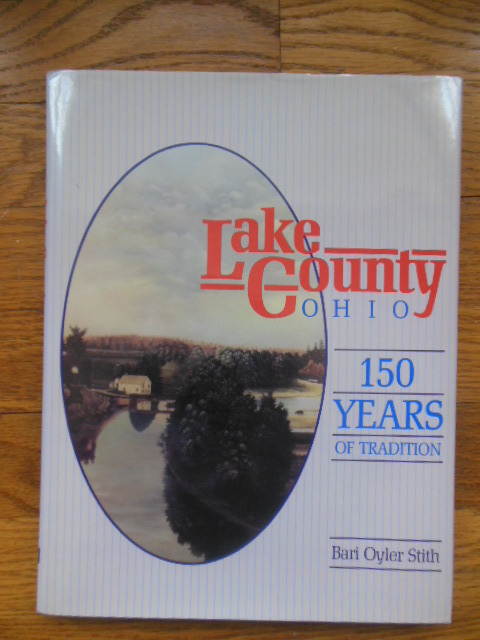 Lake
County
OHIO
150
YEARS
OF TRADITION
Bari Oyler Stith